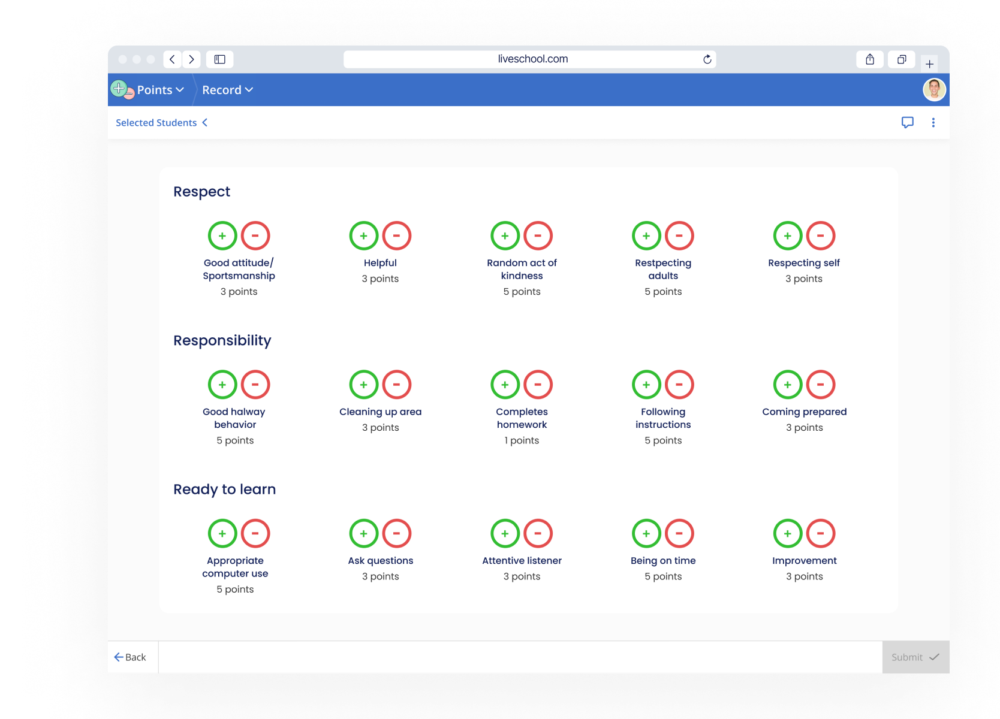 liveschool.com
Points
Record
Selected Students
Respect
Good attitude/
Sportsmanship
3 points
Helpful
3 points
Random act of
kindness
5 points
Restpecting
adults
5 points
Respecting self
3 points
Responsibility
Good halway
behavior
5 points
Cleaning up area
3 points
Completes
homework
1 points
Following
instructions
5 points
Coming prepared
3 points
Ready to learn
Appropriate
computer use
5 points
Ask questions
3 points
Attentive listener
3 points
Being on time
5 points
Improvement
3 points
Back
Submit